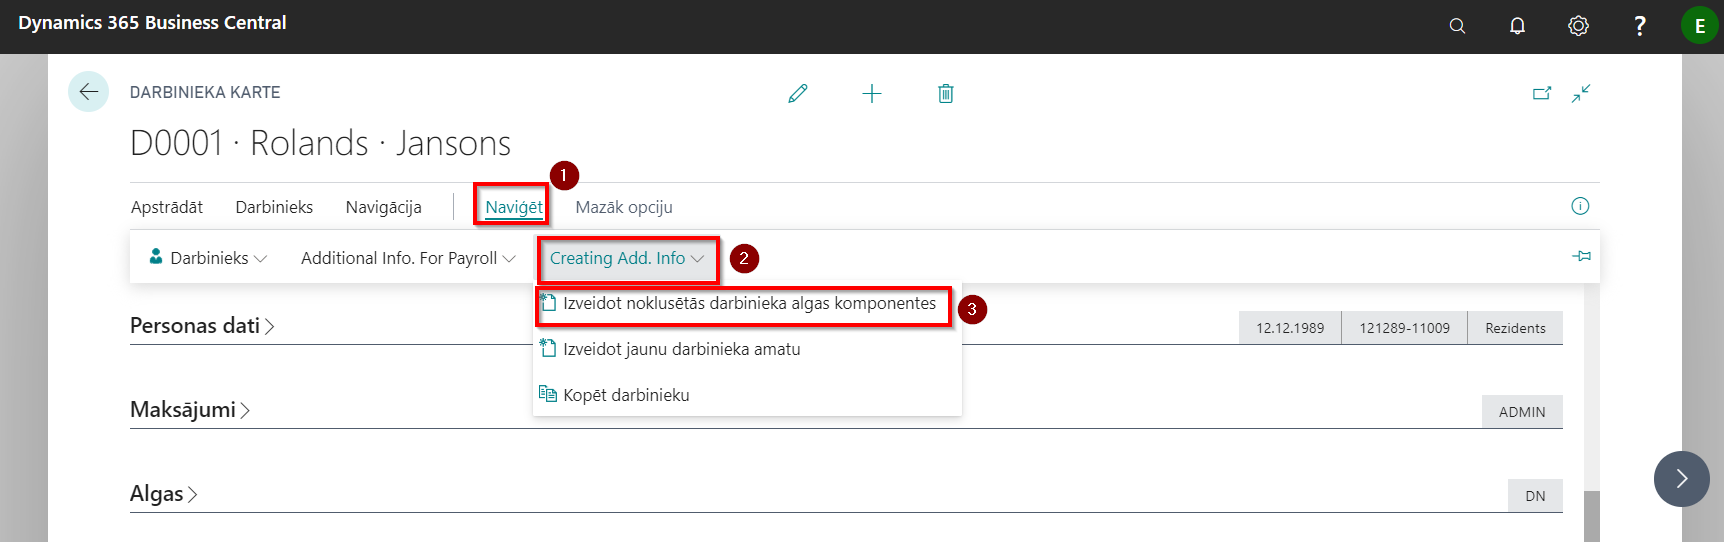 Dynamics 365 Business Central
? E
DARBINIEKA KARTE
D0001 · Rolands · Jansons
1
Apstrādāt Darbinieks Navigācija Naviģēt Mazāk opciju
Darbinieks Additional Info. For Payroll Creating Add. Info 2
Izveidot noklusētās darbinieka algas komponentes 3
Personas dati 12.12.1989 121289-11009 Rezidents
Izveidot jaunu darbinieka amatu
Kopēt darbinieku
Maksājumi ADMIN
Algas DN